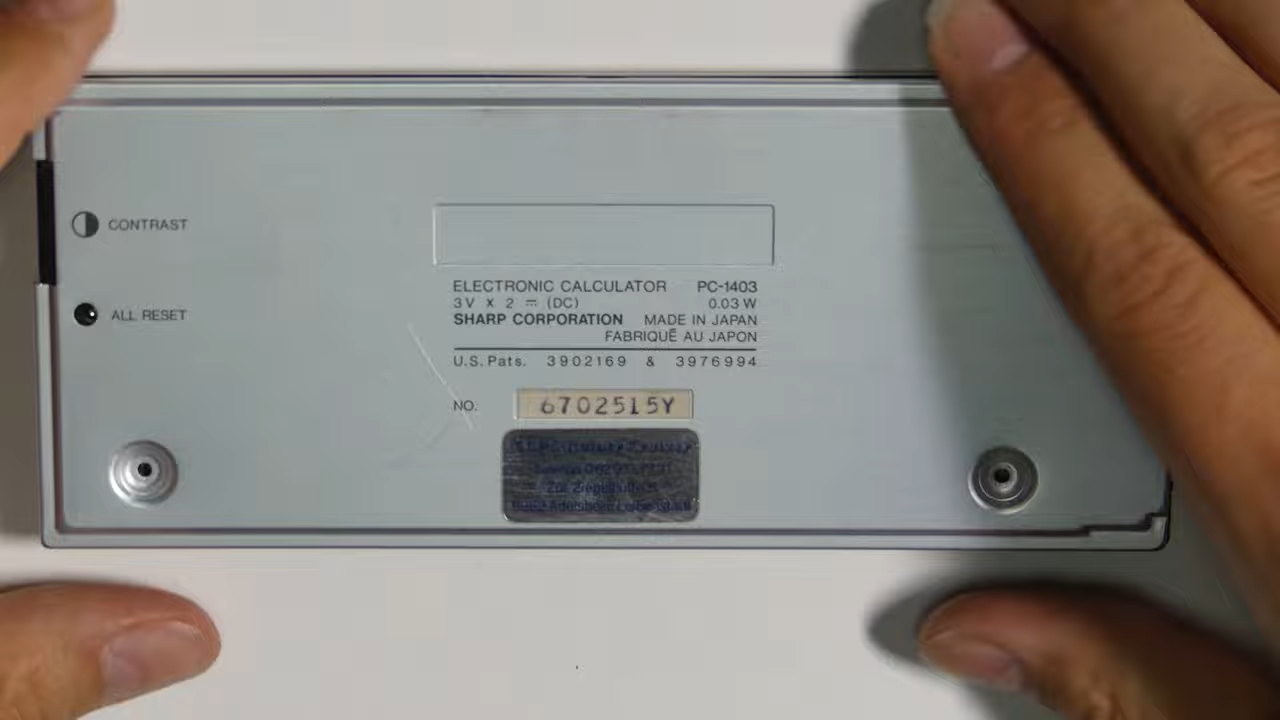 CONTRAST
ALL RESET
ELECTRONIC CALCULATOR PC-1403
3V X 2 ⎓ (DC) 0.03 W
SHARP CORPORATION MADE IN JAPAN
FABRIQUÉ AU JAPON
U.S. Pats. 3902169 & 3976994
NO. 6702515Y